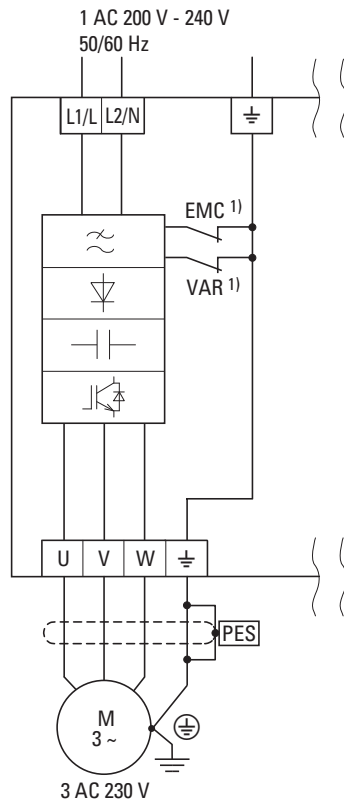 1 AC 200 V - 240 V
50/60 Hz
L1/L L2/N
EMC 1)
VAR 1)
U V W
PES
M
3 ~
3 AC 230 V